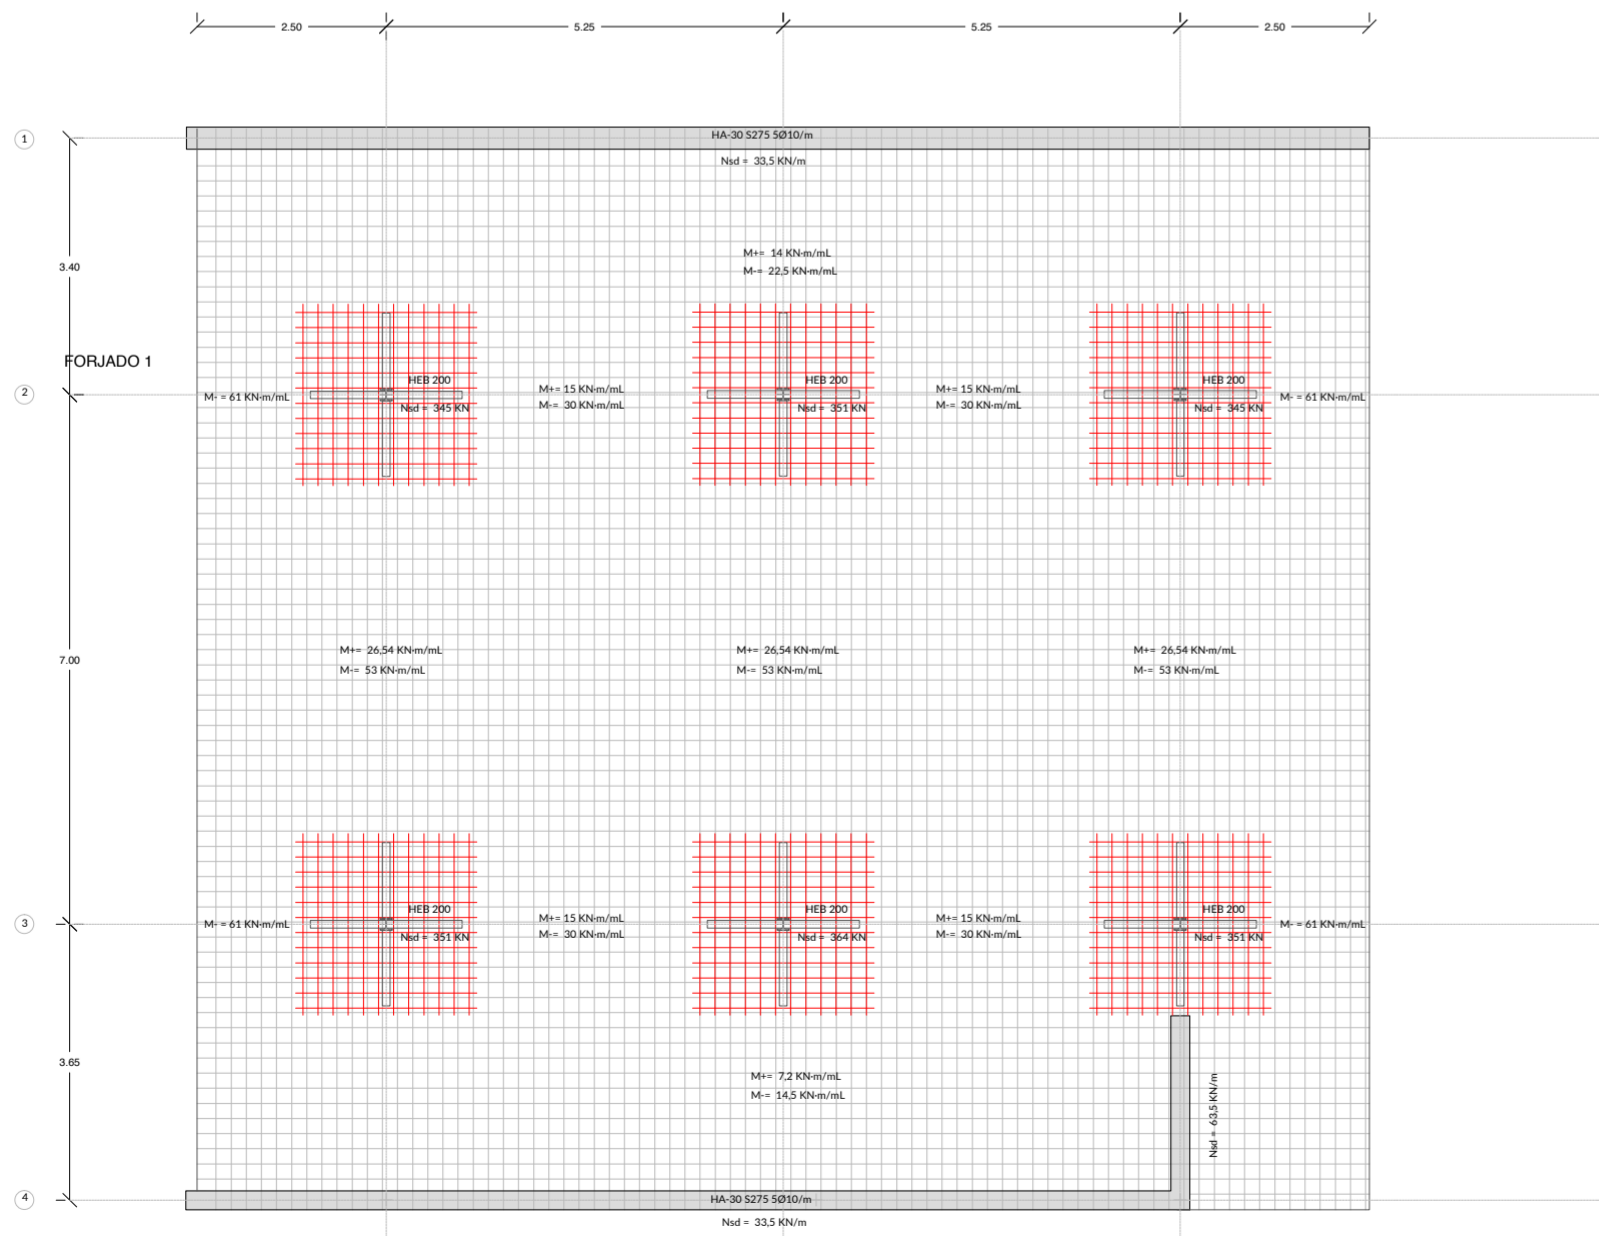 2.50
5.25
5.25
2.50
1
HA-30 S275 5Ø10/m
Nsd = 33,5 KN/m
M+= 14 KN·m/mL
M-= 22,5 KN·m/mL
3.40
FORJADO 1
2
M- = 61 KN·m/mL
HEB 200
Nsd = 345 KN
M+= 15 KN·m/mL
M-= 30 KN·m/mL
HEB 200
Nsd = 351 KN
M+= 15 KN·m/mL
M-= 30 KN·m/mL
HEB 200
Nsd = 345 KN
M- = 61 KN·m/mL
7.00
M+= 26,54 KN·m/mL
M-= 53 KN·m/mL
M+= 26,54 KN·m/mL
M-= 53 KN·m/mL
M+= 26,54 KN·m/mL
M-= 53 KN·m/mL
3
M- = 61 KN·m/mL
HEB 200
Nsd = 351 KN
M+= 15 KN·m/mL
M-= 30 KN·m/mL
HEB 200
Nsd = 364 KN
M+= 15 KN·m/mL
M-= 30 KN·m/mL
HEB 200
Nsd = 351 KN
M- = 61 KN·m/mL
3.65
M+= 7,2 KN·m/mL
M-= 14,5 KN·m/mL
Nsd = 63,5 KN/m
4
HA-30 S275 5Ø10/m
Nsd = 33,5 KN/m